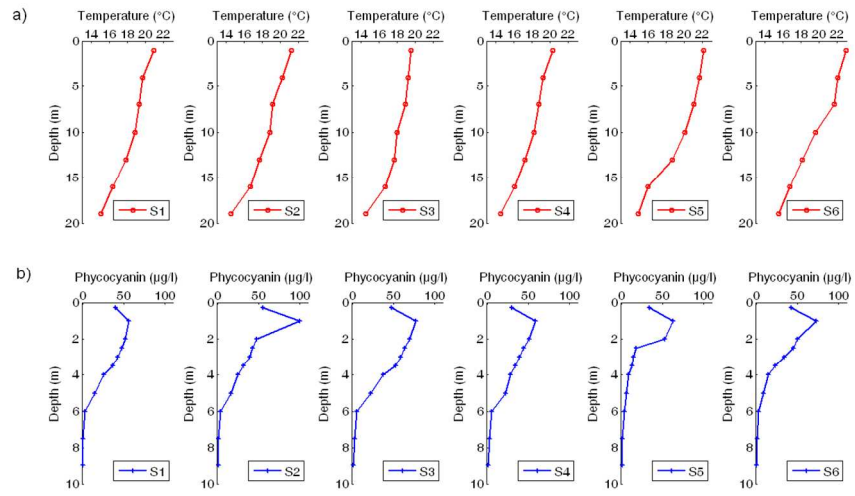 a)
Temperature (°C) Temperature (°C) Temperature (°C) Temperature (°C) Temperature (°C) Temperature (°C)
14 16 18 20 22 14 16 18 20 22 14 16 18 20 22 14 16 18 20 22 14 16 18 20 22 14 16 18 20 22
0 0 0 0 0 0
5 5 5 5 5 5
10 10 10 10 10 10
15 15 15 15 15 15
20 20 20 20 20 20
Depth (m) Depth (m) Depth (m) Depth (m) Depth (m) Depth (m)
S1 S2 S3 S4 S5 S6
b)
Phycocyanin (µg/l) Phycocyanin (µg/l) Phycocyanin (µg/l) Phycocyanin (µg/l) Phycocyanin (µg/l) Phycocyanin (µg/l)
0 50 100 0 50 100 0 50 100 0 50 100 0 50 100 0 50 100
0 0 0 0 0 0
2 2 2 2 2 2
4 4 4 4 4 4
6 6 6 6 6 6
8 8 8 8 8 8
10 10 10 10 10 10
Depth (m) Depth (m) Depth (m) Depth (m) Depth (m) Depth (m)
S1 S2 S3 S4 S5 S6